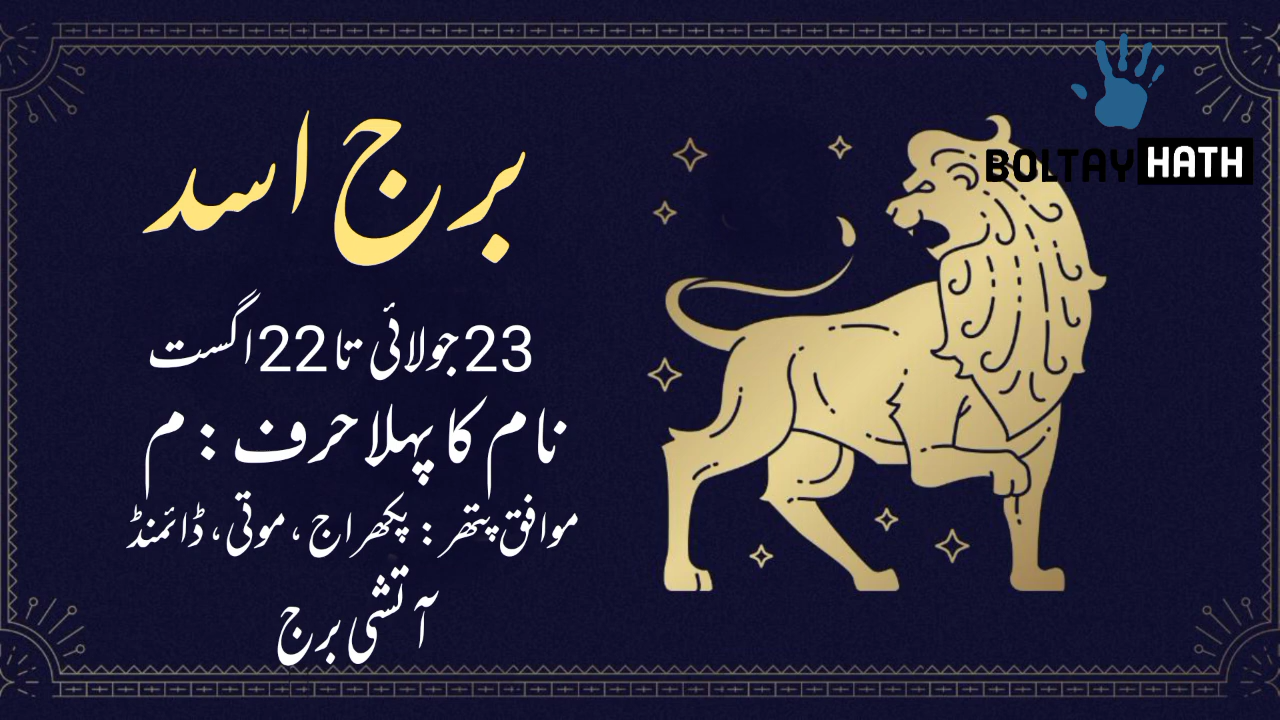 برج اسد
23 جولائی تا 22 اگست
نام کا پہلا حرف : م
موافق پتھر : پکھراج ، موتی، ڈائمنڈ
آتشی برج
BOLTAY HATH